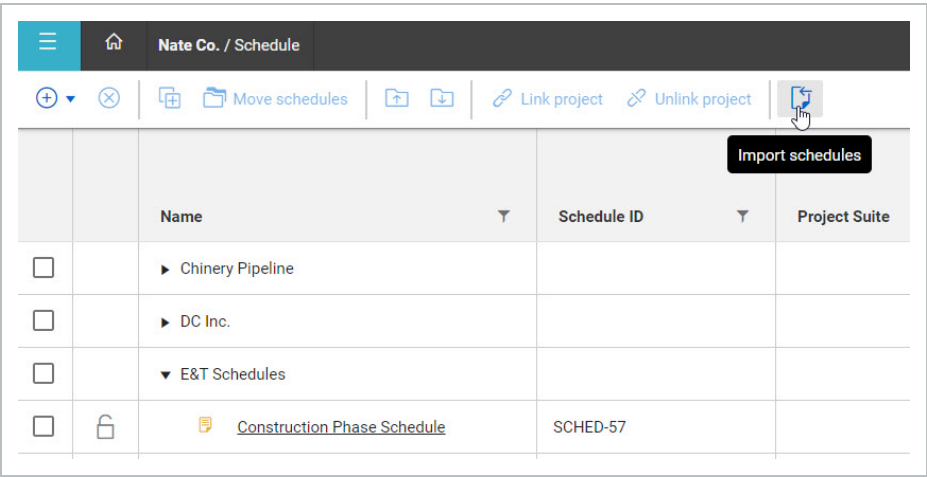 Nate Co. / Schedule
Move schedules
Link project
Unlink project
Import schedules
Name
Schedule ID
Project Suite
Chinery Pipeline
DC Inc.
E&T Schedules
Construction Phase Schedule
SCHED-57